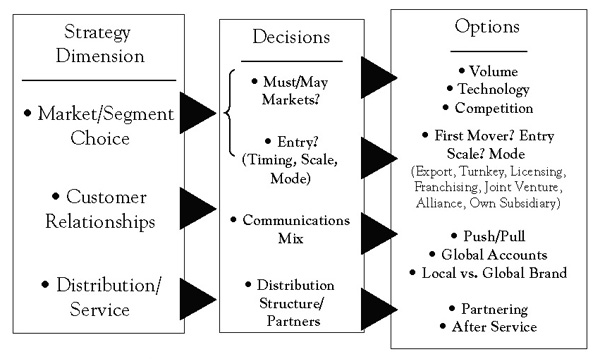 Strategy
Dimension
• Market/Segment
Choice
• Customer
Relationships
• Distribution/
Service
Decisions
• Must/May
Markets?
• Entry?
(Timing, Scale,
Mode)
• Communications
Mix
• Distribution
Structure/
Partners
Options
• Volume
• Technology
• Competition
• First Mover? Entry
Scale? Mode
(Export, Turnkey, Licensing,
Franchising, Joint Venture,
Alliance, Own Subsidiary)
• Push/Pull
• Global Accounts
• Local vs. Global Brand
• Partnering
• After Service